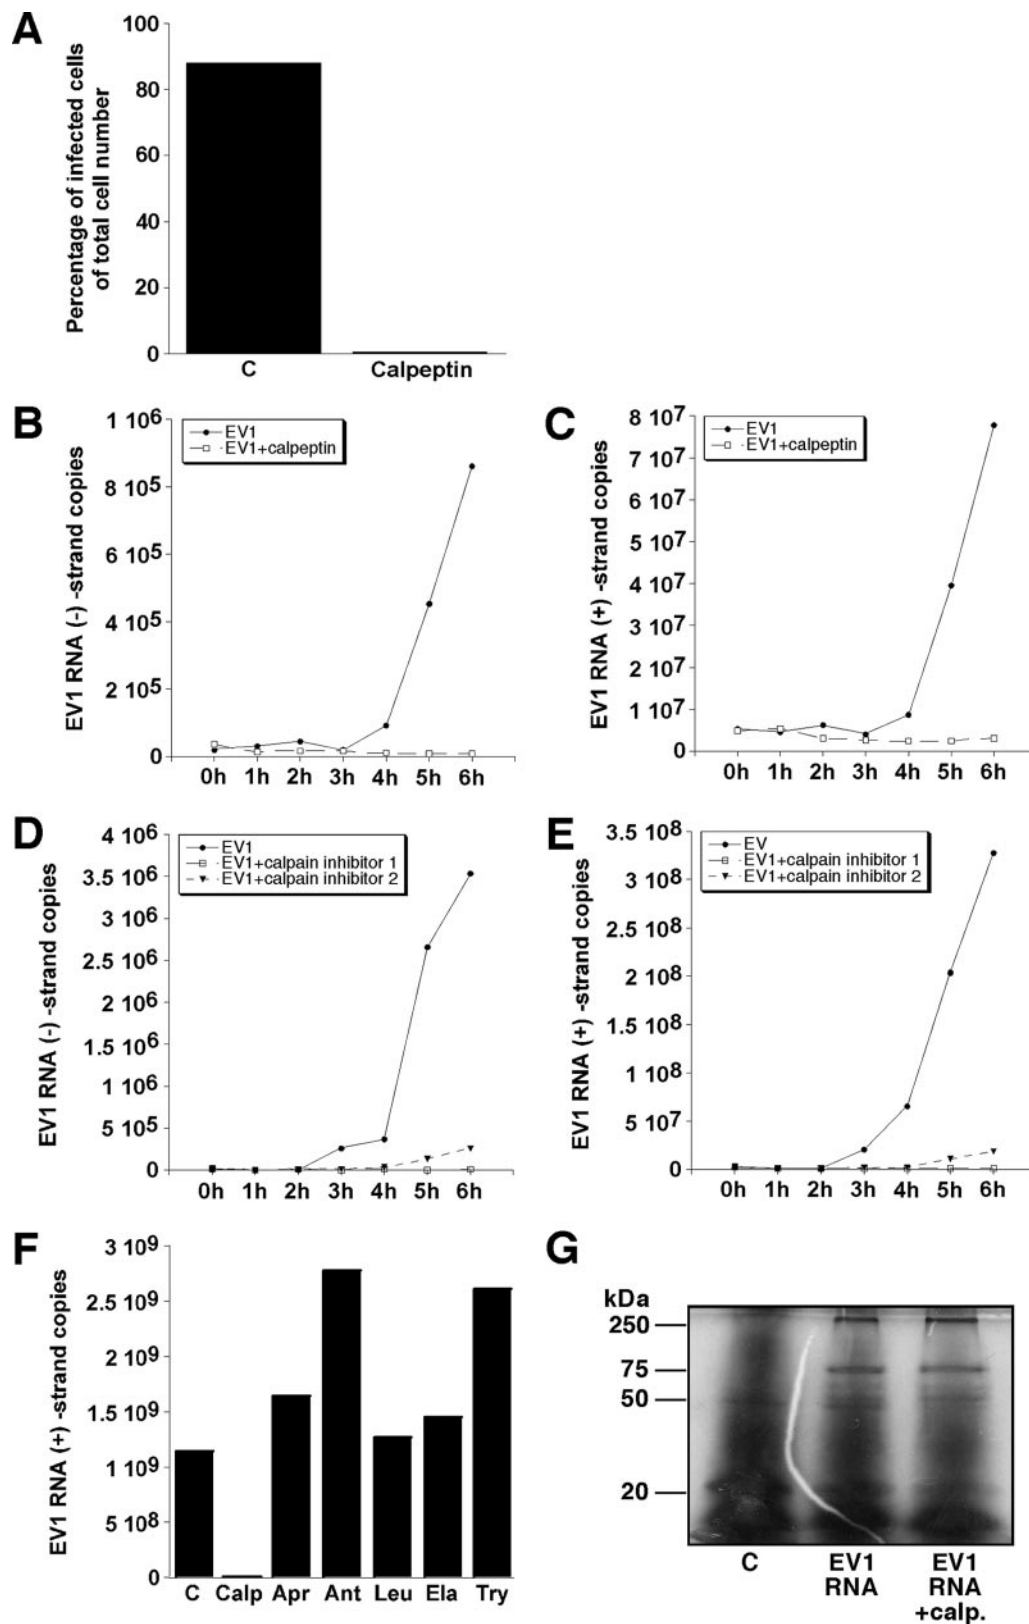 A
Percentage of infected cells
of total cell number
100
80
60
40
20
0
C
Calpeptin
B
EV1 RNA (-) -strand copies
1 10⁶
8 10⁵
6 10⁵
4 10⁵
2 10⁵
0
EV1
EV1+calpeptin
0h 1h 2h 3h 4h 5h 6h
C
EV1 RNA (+) -strand copies
8 10⁷
7 10⁷
6 10⁷
5 10⁷
4 10⁷
3 10⁷
2 10⁷
1 10⁷
0
EV1
EV1+calpeptin
0h 1h 2h 3h 4h 5h 6h
D
EV1 RNA (-) -strand copies
4 10⁶
3.5 10⁶
3 10⁶
2.5 10⁶
2 10⁶
1.5 10⁶
1 10⁶
5 10⁵
0
EV1
EV1+calpain inhibitor 1
EV1+calpain inhibitor 2
0h 1h 2h 3h 4h 5h 6h
E
EV1 RNA (+) -strand copies
3.5 10⁸
3 10⁸
2.5 10⁸
2 10⁸
1.5 10⁸
1 10⁸
5 10⁷
0
EV
EV1+calpain inhibitor 1
EV1+calpain inhibitor 2
0h 1h 2h 3h 4h 5h 6h
F
EV1 RNA (+) -strand copies
3 10⁹
2.5 10⁹
2 10⁹
1.5 10⁹
1 10⁹
5 10⁸
0
C Calp Apr Ant Leu Ela Try
G
kDa
250
75
50
20
C
EV1
RNA
EV1
RNA
+calp.